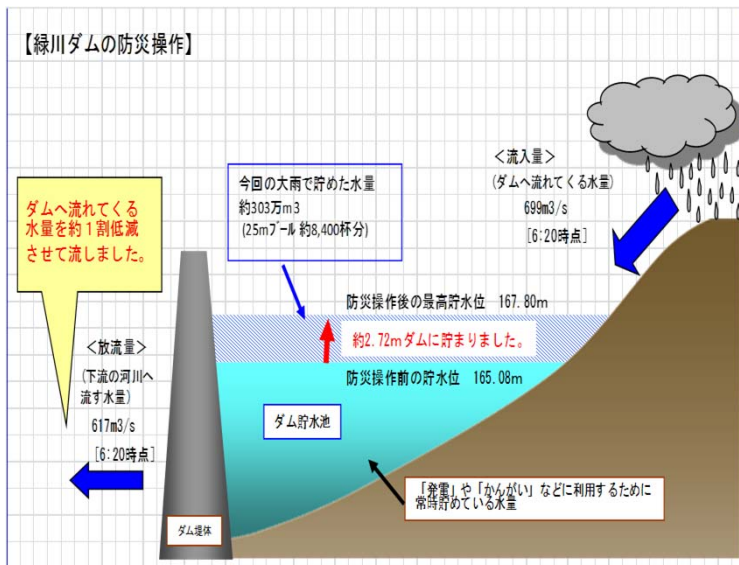 【緑川ダムの防災操作】
<流入量>
(ダムへ流れてくる水量)
699m3/s
[6:20時点]
今回の大雨で貯めた水量
約303万m3
(25mプール 約8,400杯分)
ダムへ流れてくる
水量を約1割低減
させて流しました。
防災操作後の最高貯水位 167.80m
約2.72mダムに貯まりました。
防災操作前の貯水位 165.08m
<放流量>
(下流の河川へ
流す水量)
617m3/s
[6:20時点]
ダム貯水池
「発電」や「かんがい」などに利用するために
常時貯めている水量
ダム堤体